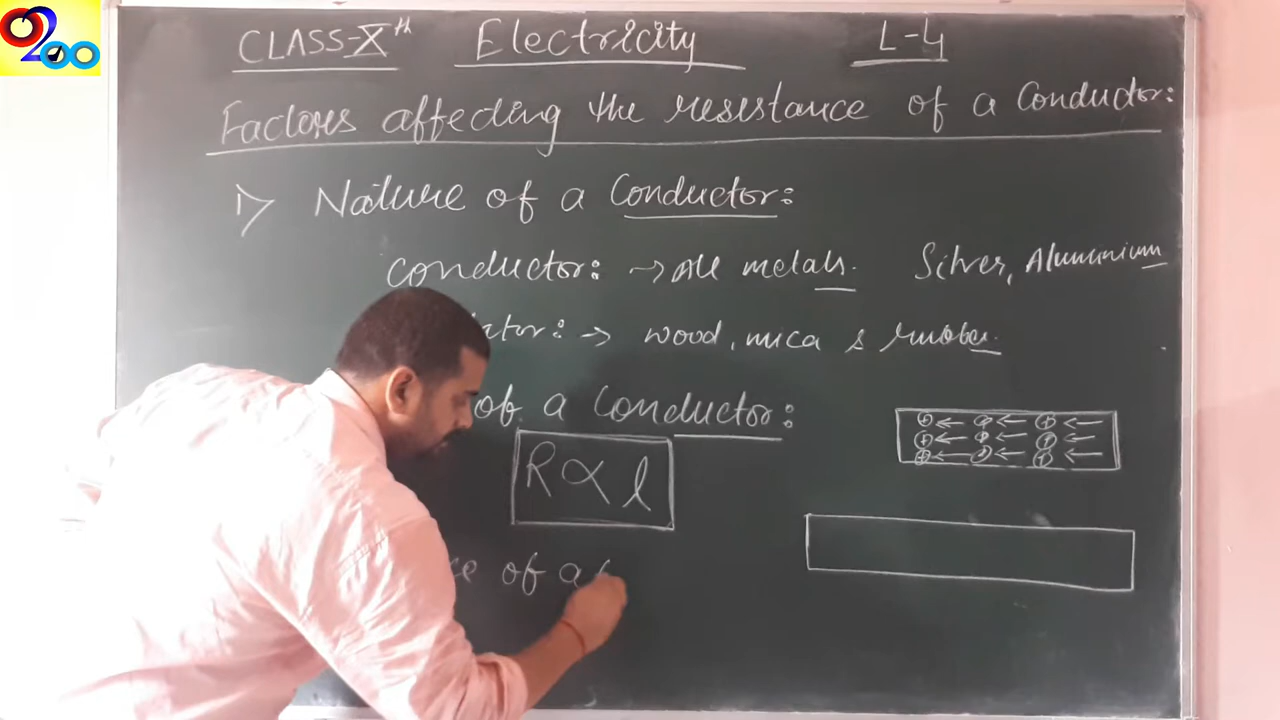 0200
CLASS-Xth Electricity L-4
Factors affecting the resistance of a Conductor:
1> Nature of a Conductor:
Conductor: → All metals. Silver, Aluminium
→ wood, mica & rubber.
of a Conductor:
R ∝ l
of a